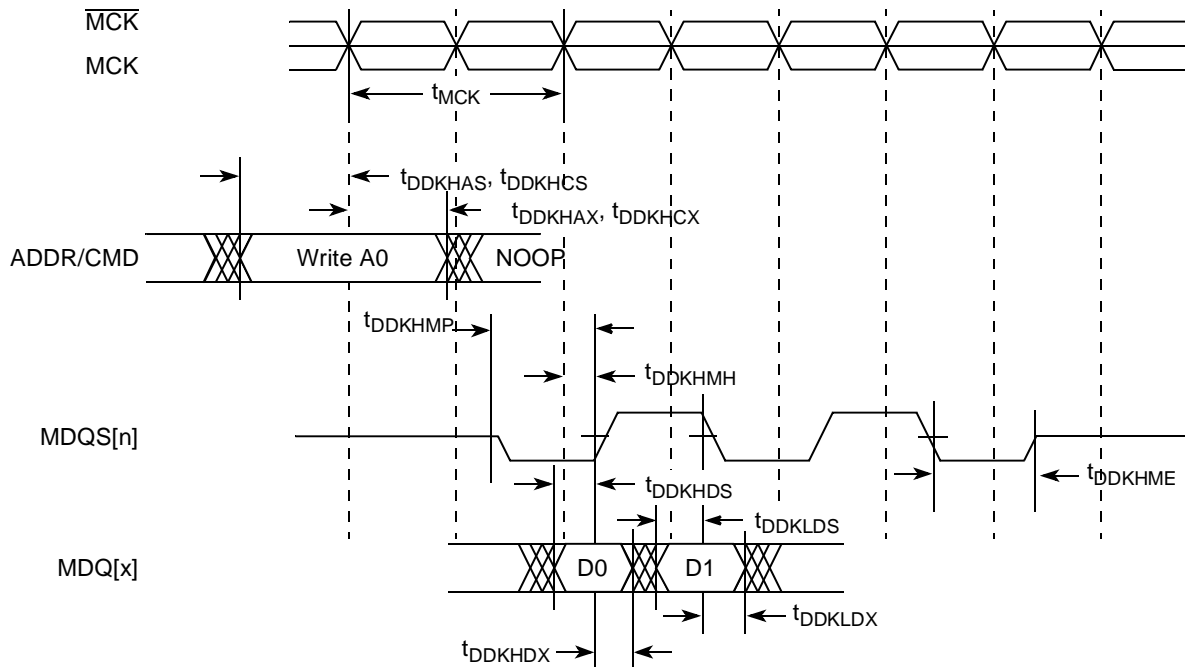 MCK
MCK
tMCK
tDDKHAS, tDDKHCS
tDDKHAX, tDDKHCX
ADDR/CMD
Write A0
NOOP
tDDKHMP
tDDKHMH
MDQS[n]
tDDKHDS
tDDKHME
tDDKLDS
MDQ[x]
D0
D1
tDDKLDX
tDDKHDX